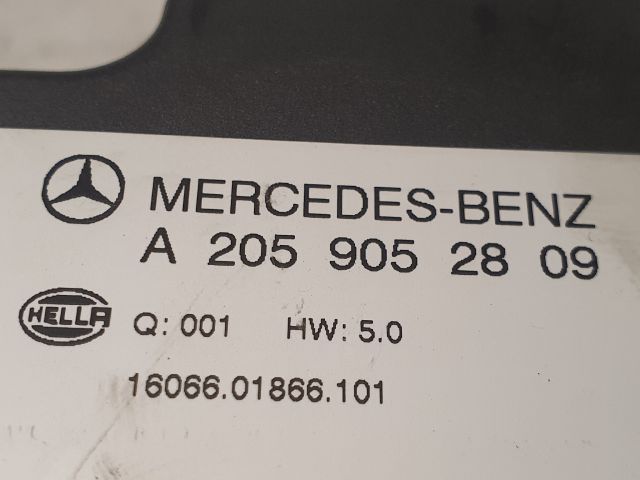 MERCEDES-BENZ
A 205 905 28 09
HELLA Q: 001 HW: 5.0
16066.01866.101